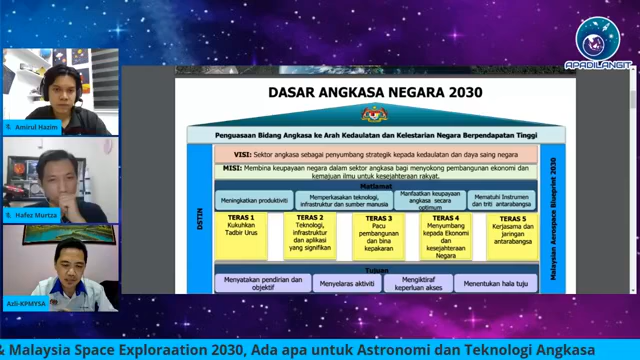 APADILANGIT
DASAR ANGKASA NEGARA 2030
Penguasaan Bidang Angkasa ke Arah Kedaulatan dan Kelestarian Negara Berpendapatan Tinggi
VISI: Sektor angkasa sebagai penyumbang strategik kepada kedaulatan dan daya saing negara
MISI: Membina keupayaan negara dalam sektor angkasa bagi menyokong pembangunan ekonomi dan
kemajuan ilmu untuk kesejahteraan rakyat.
Matlamat
Meningkatkan produktiviti
Memperkasakan teknologi,
infrastruktur dan sumber manusia
Manfaatkan keupayaan
angkasa secara
optimum
Mematuhi Instrumen
dan triti antarabangsa
DSTIN
TERAS 1
Kukuhkan
Tadbir Urus
TERAS 2
Teknologi,
infrastruktur
dan aplikasi
yang signifikan
TERAS 3
Pacu
pembangunan
dan bina
kepakaran
TERAS 4
Menyumbang
kepada Ekonomi
dan
kesejahteraan
Negara
TERAS 5
Kerjasama dan
jaringan
antarabangsa
Malaysian Aerospace Blueprint 2030
Tujuan
Menyatakan pendirian dan
objektif
Menyelaras aktiviti
Mengiktiraf
keperluan akses
Menentukan hala tuju
Amirul Hazim
Hafez Murtza
Azli-KPMYSA
& Malaysia Space Exploraation 2030, Ada apa untuk Astronomi dan Teknologi Angkasa